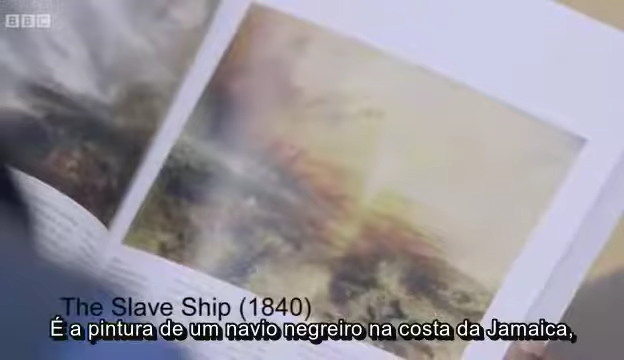 BBC
The Slave Ship (1840)
É a pintura de um navio negreiro na costa da Jamaica,